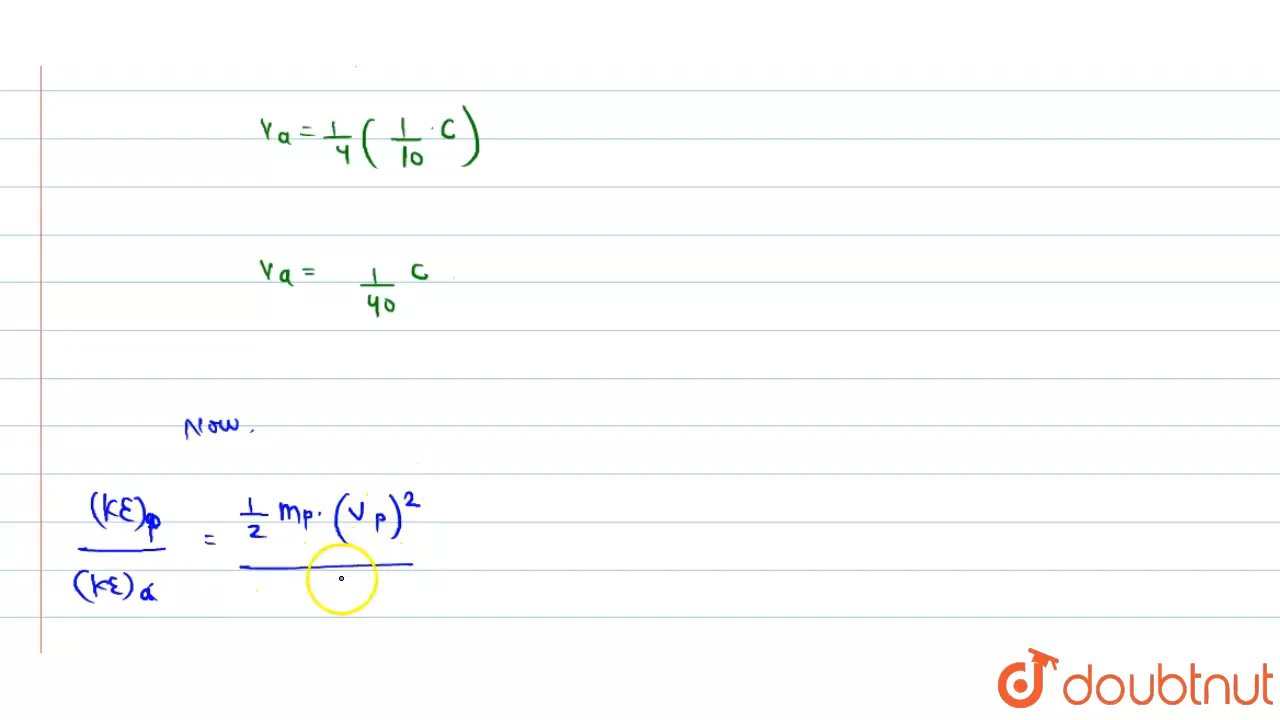 Va = 1/4 ( 1/10 · C )
Va = 1/40 C
Now.
(KE)p / (KE)α = 1/2 mp· (Vp)² /
doubtnut